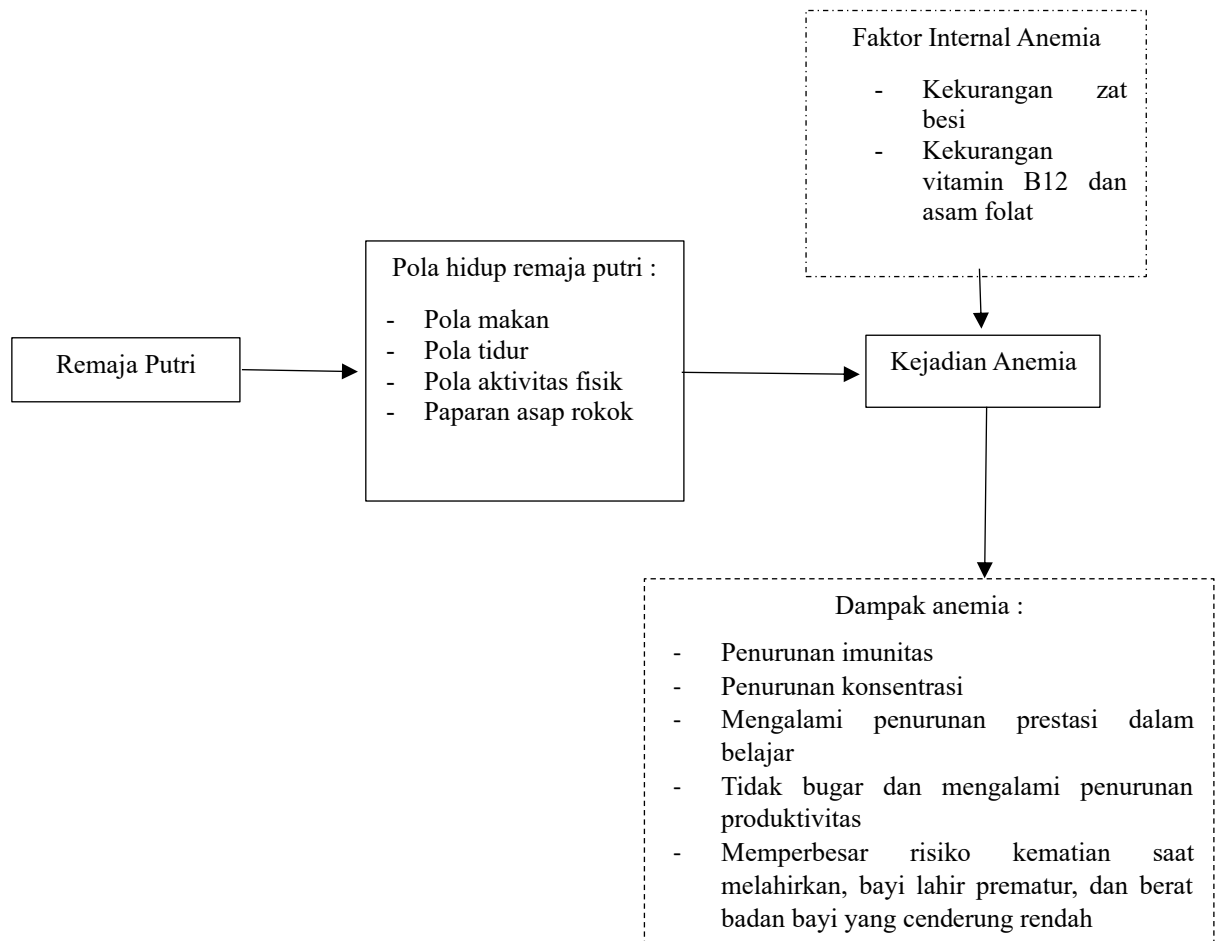 Faktor Internal Anemia
- Kekurangan zat
besi
- Kekurangan
vitamin B12 dan
asam folat
Pola hidup remaja putri :
- Pola makan
- Pola tidur
- Pola aktivitas fisik
- Paparan asap rokok
Remaja Putri
Kejadian Anemia
Dampak anemia :
- Penurunan imunitas
- Penurunan konsentrasi
- Mengalami penurunan prestasi dalam
belajar
- Tidak bugar dan mengalami penurunan
produktivitas
- Memperbesar risiko kematian saat
melahirkan, bayi lahir prematur, dan berat
badan bayi yang cenderung rendah